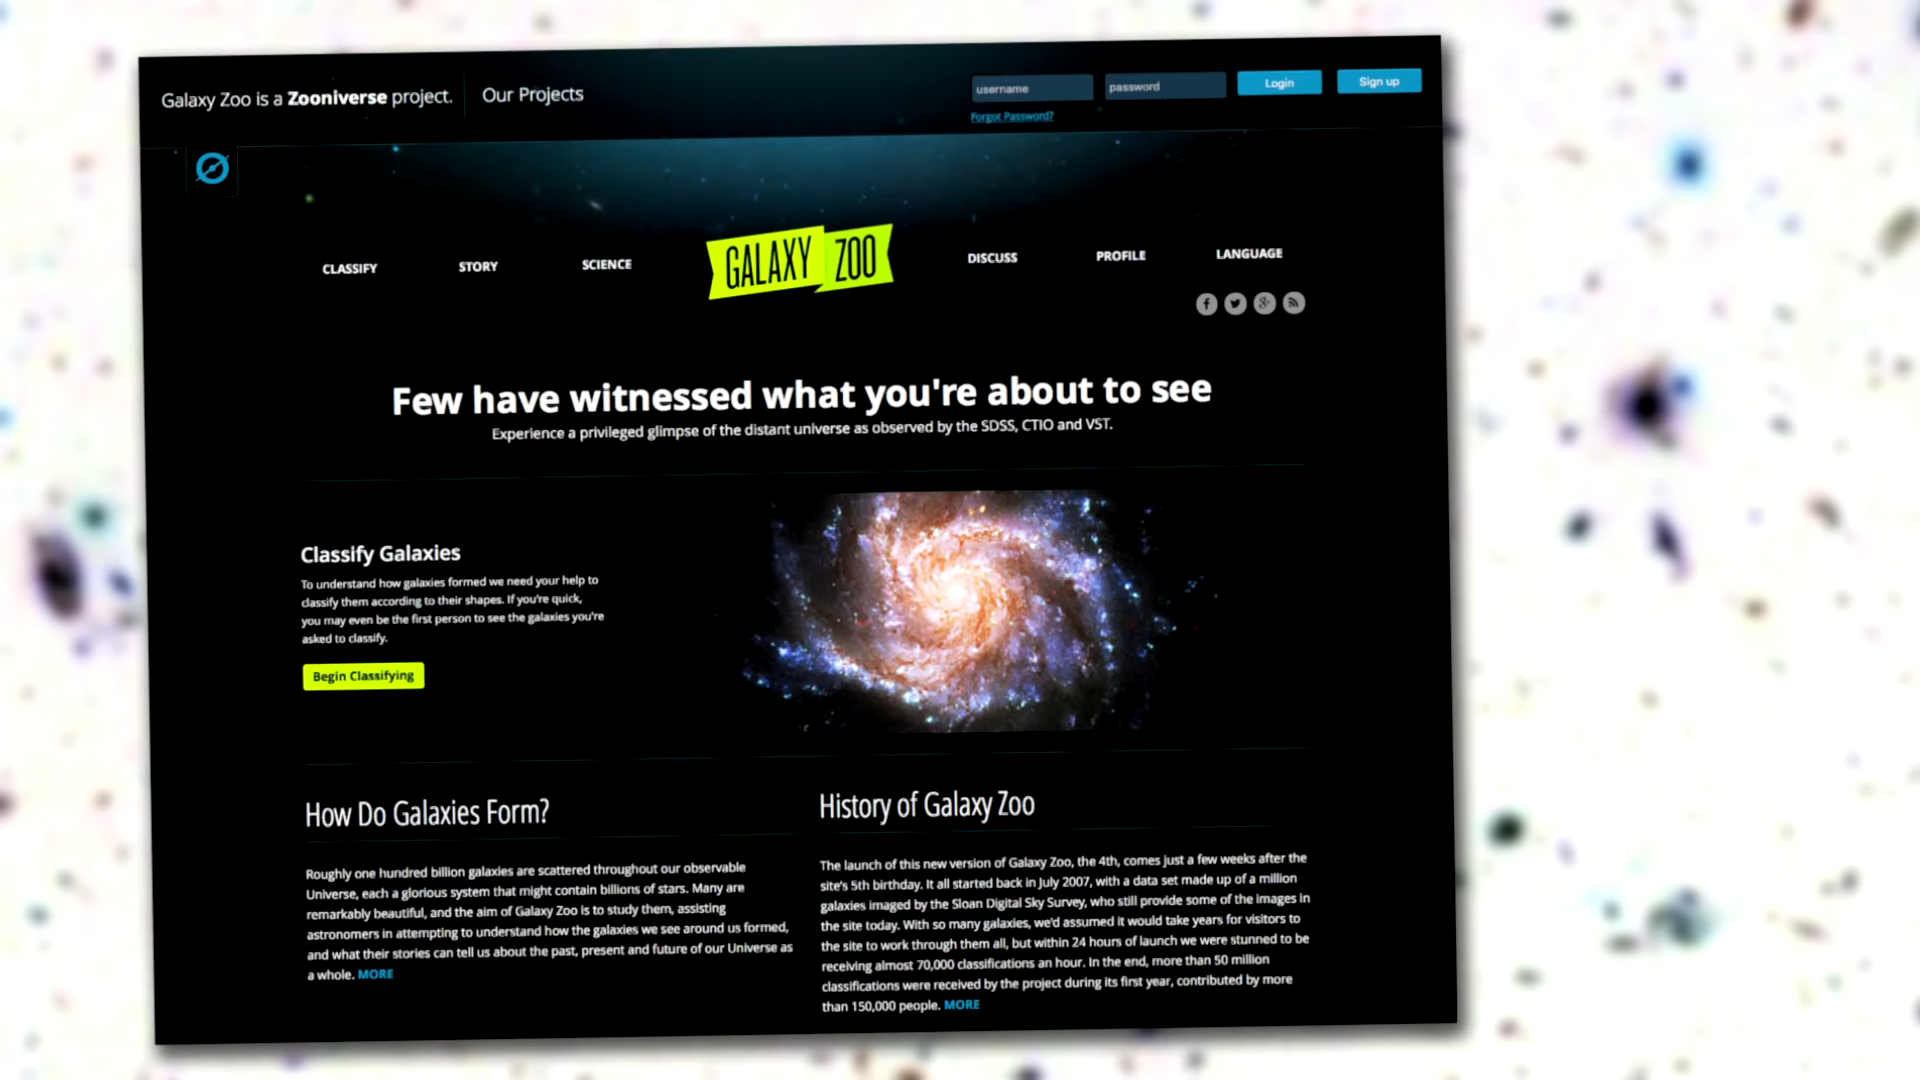 Galaxy Zoo is a Zooniverse project.
Our Projects
username
password
Login
Sign up
Forgot Password?
CLASSIFY
STORY
SCIENCE
GALAXY ZOO
DISCUSS
PROFILE
LANGUAGE
Few have witnessed what you're about to see
Experience a privileged glimpse of the distant universe as observed by the SDSS, CTIO and VST.
Classify Galaxies
To understand how galaxies formed we need your help to
classify them according to their shapes. If you're quick,
you may even be the first person to see the galaxies you're
asked to classify.
Begin Classifying
How Do Galaxies Form?
Roughly one hundred billion galaxies are scattered throughout our observable
Universe, each a glorious system that might contain billions of stars. Many are
remarkably beautiful, and the aim of Galaxy Zoo is to study them, assisting
astronomers in attempting to understand how the galaxies we see around us formed,
and what their stories can tell us about the past, present and future of our Universe as
a whole. MORE
History of Galaxy Zoo
The launch of this new version of Galaxy Zoo, the 4th, comes just a few weeks after the
site's 5th birthday. It all started back in July 2007, with a data set made up of a million
galaxies imaged by the Sloan Digital Sky Survey, who still provide some of the images in
the site today. With so many galaxies, we'd assumed it would take years for visitors to
the site to work through them all, but within 24 hours of launch we were stunned to be
receiving almost 70,000 classifications an hour. In the end, more than 50 million
classifications were received by the project during its first year, contributed by more
than 150,000 people. MORE